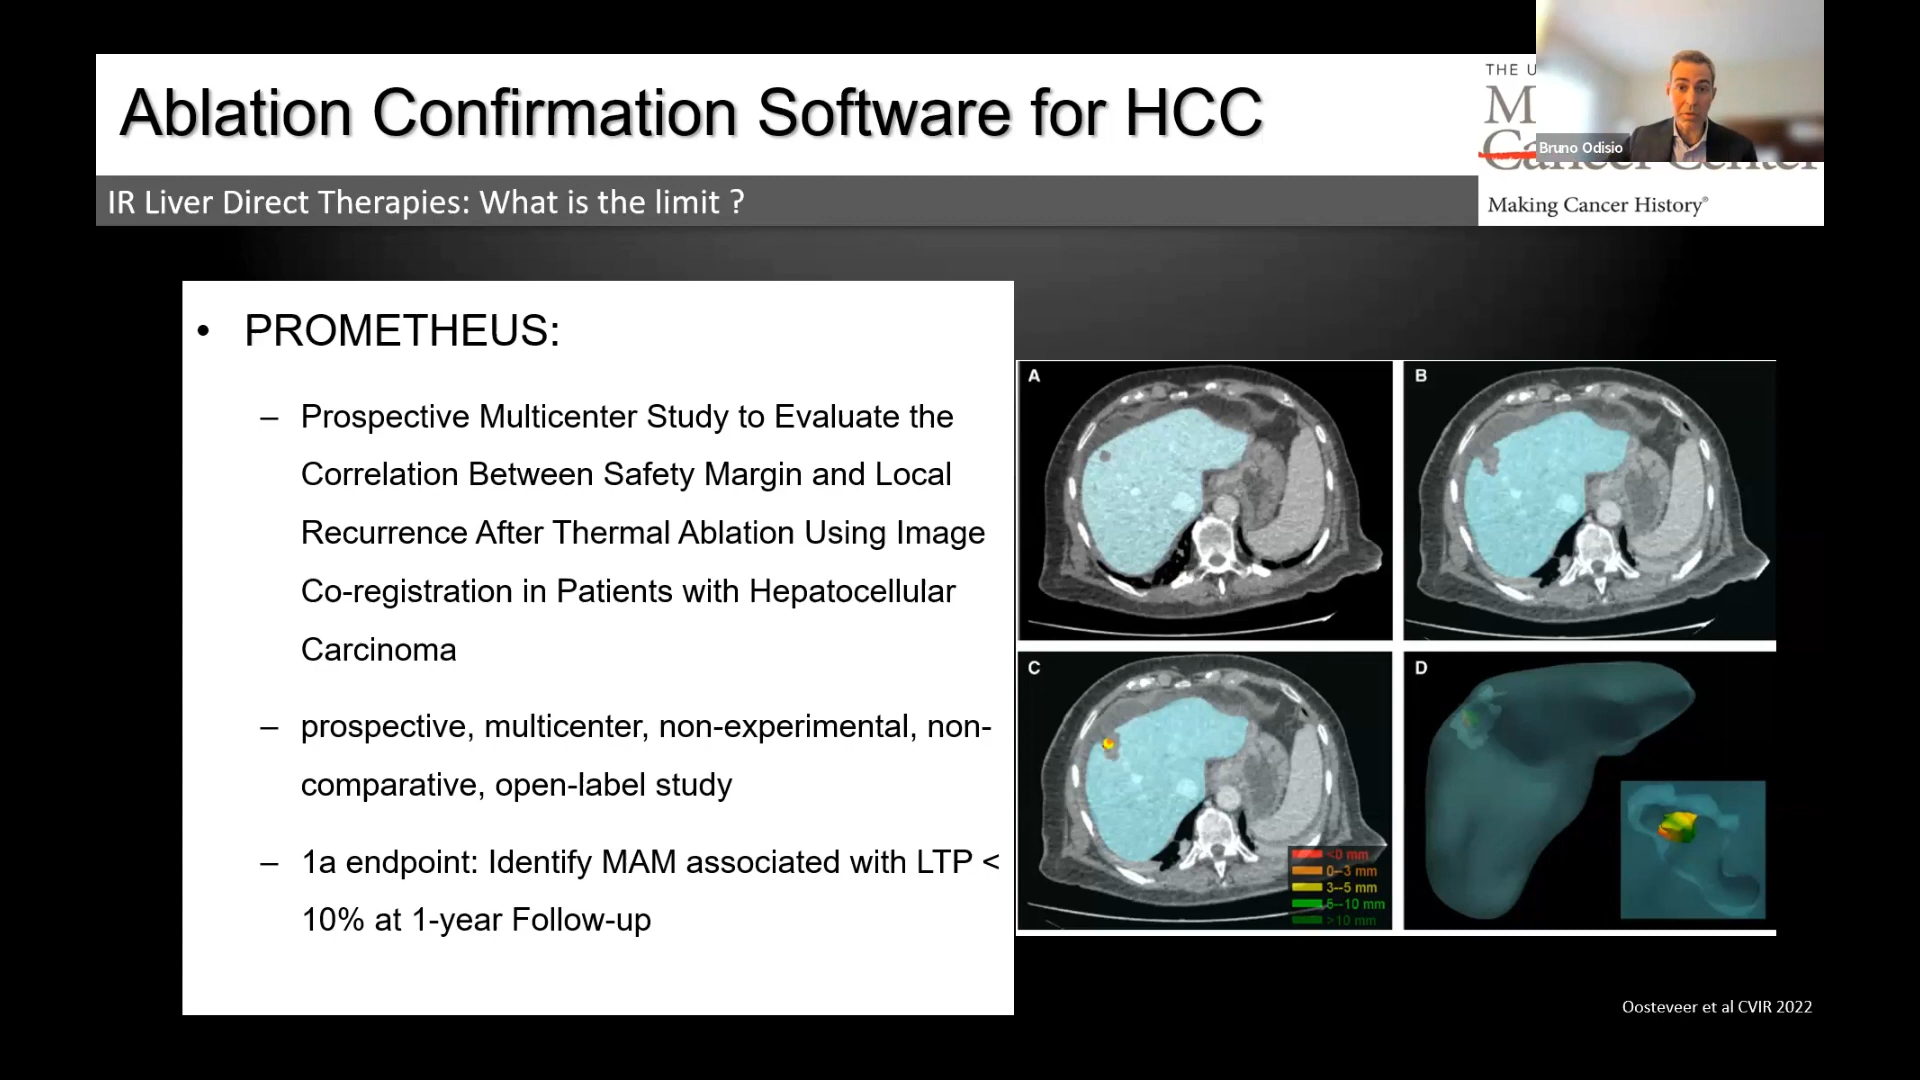 Ablation Confirmation Software for HCC
THE U
M
Cancer Center
Bruno Odisio
IR Liver Direct Therapies: What is the limit ?
Making Cancer History®
• PROMETHEUS:
– Prospective Multicenter Study to Evaluate the
Correlation Between Safety Margin and Local
Recurrence After Thermal Ablation Using Image
Co-registration in Patients with Hepatocellular
Carcinoma
– prospective, multicenter, non-experimental, non-
comparative, open-label study
– 1a endpoint: Identify MAM associated with LTP <
10% at 1-year Follow-up
A
B
C
D
<0 mm
0--3 mm
3--5 mm
5--10 mm
>10 mm
Oosteveer et al CVIR 2022